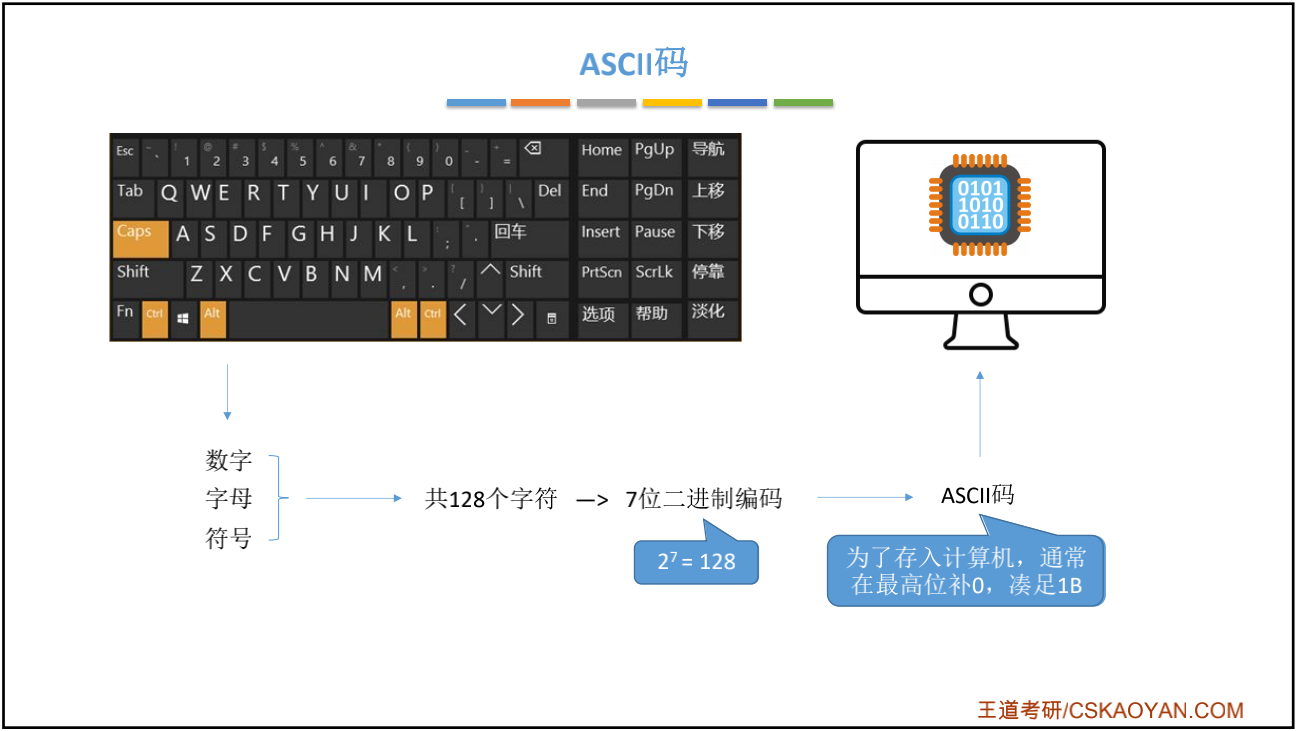 ASCII码
Esc ~ ` ! 1 @ 2 # 3 $ 4 % 5 ^ 6 & 7 * 8 ( 9 ) 0 _ - + = Home PgUp 导航
Tab Q W E R T Y U I O P { [ } ] | \ Del End PgDn 上移
Caps A S D F G H J K L : ; " ' 回车 Insert Pause 下移
Shift Z X C V B N M < , > . ? / Shift PrtScn ScrLk 停靠
Fn Ctrl Alt Alt Ctrl 选项 帮助 淡化
0101
1010
0110
数字
字母
符号
共128个字符 —> 7位二进制编码
ASCII码
2⁷ = 128
为了存入计算机，通常
在最高位补0，凑足1B
王道考研/CSKAOYAN.COM